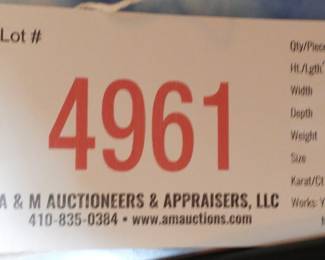 Lot #
4961
A & M AUCTIONEERS & APPRAISERS, LLC
410-835-0384 • www.amauctions.com
Qty/Piece
Ht./Lgth
Width
Depth
Weight
Size
Karat/Ct
Works: Y